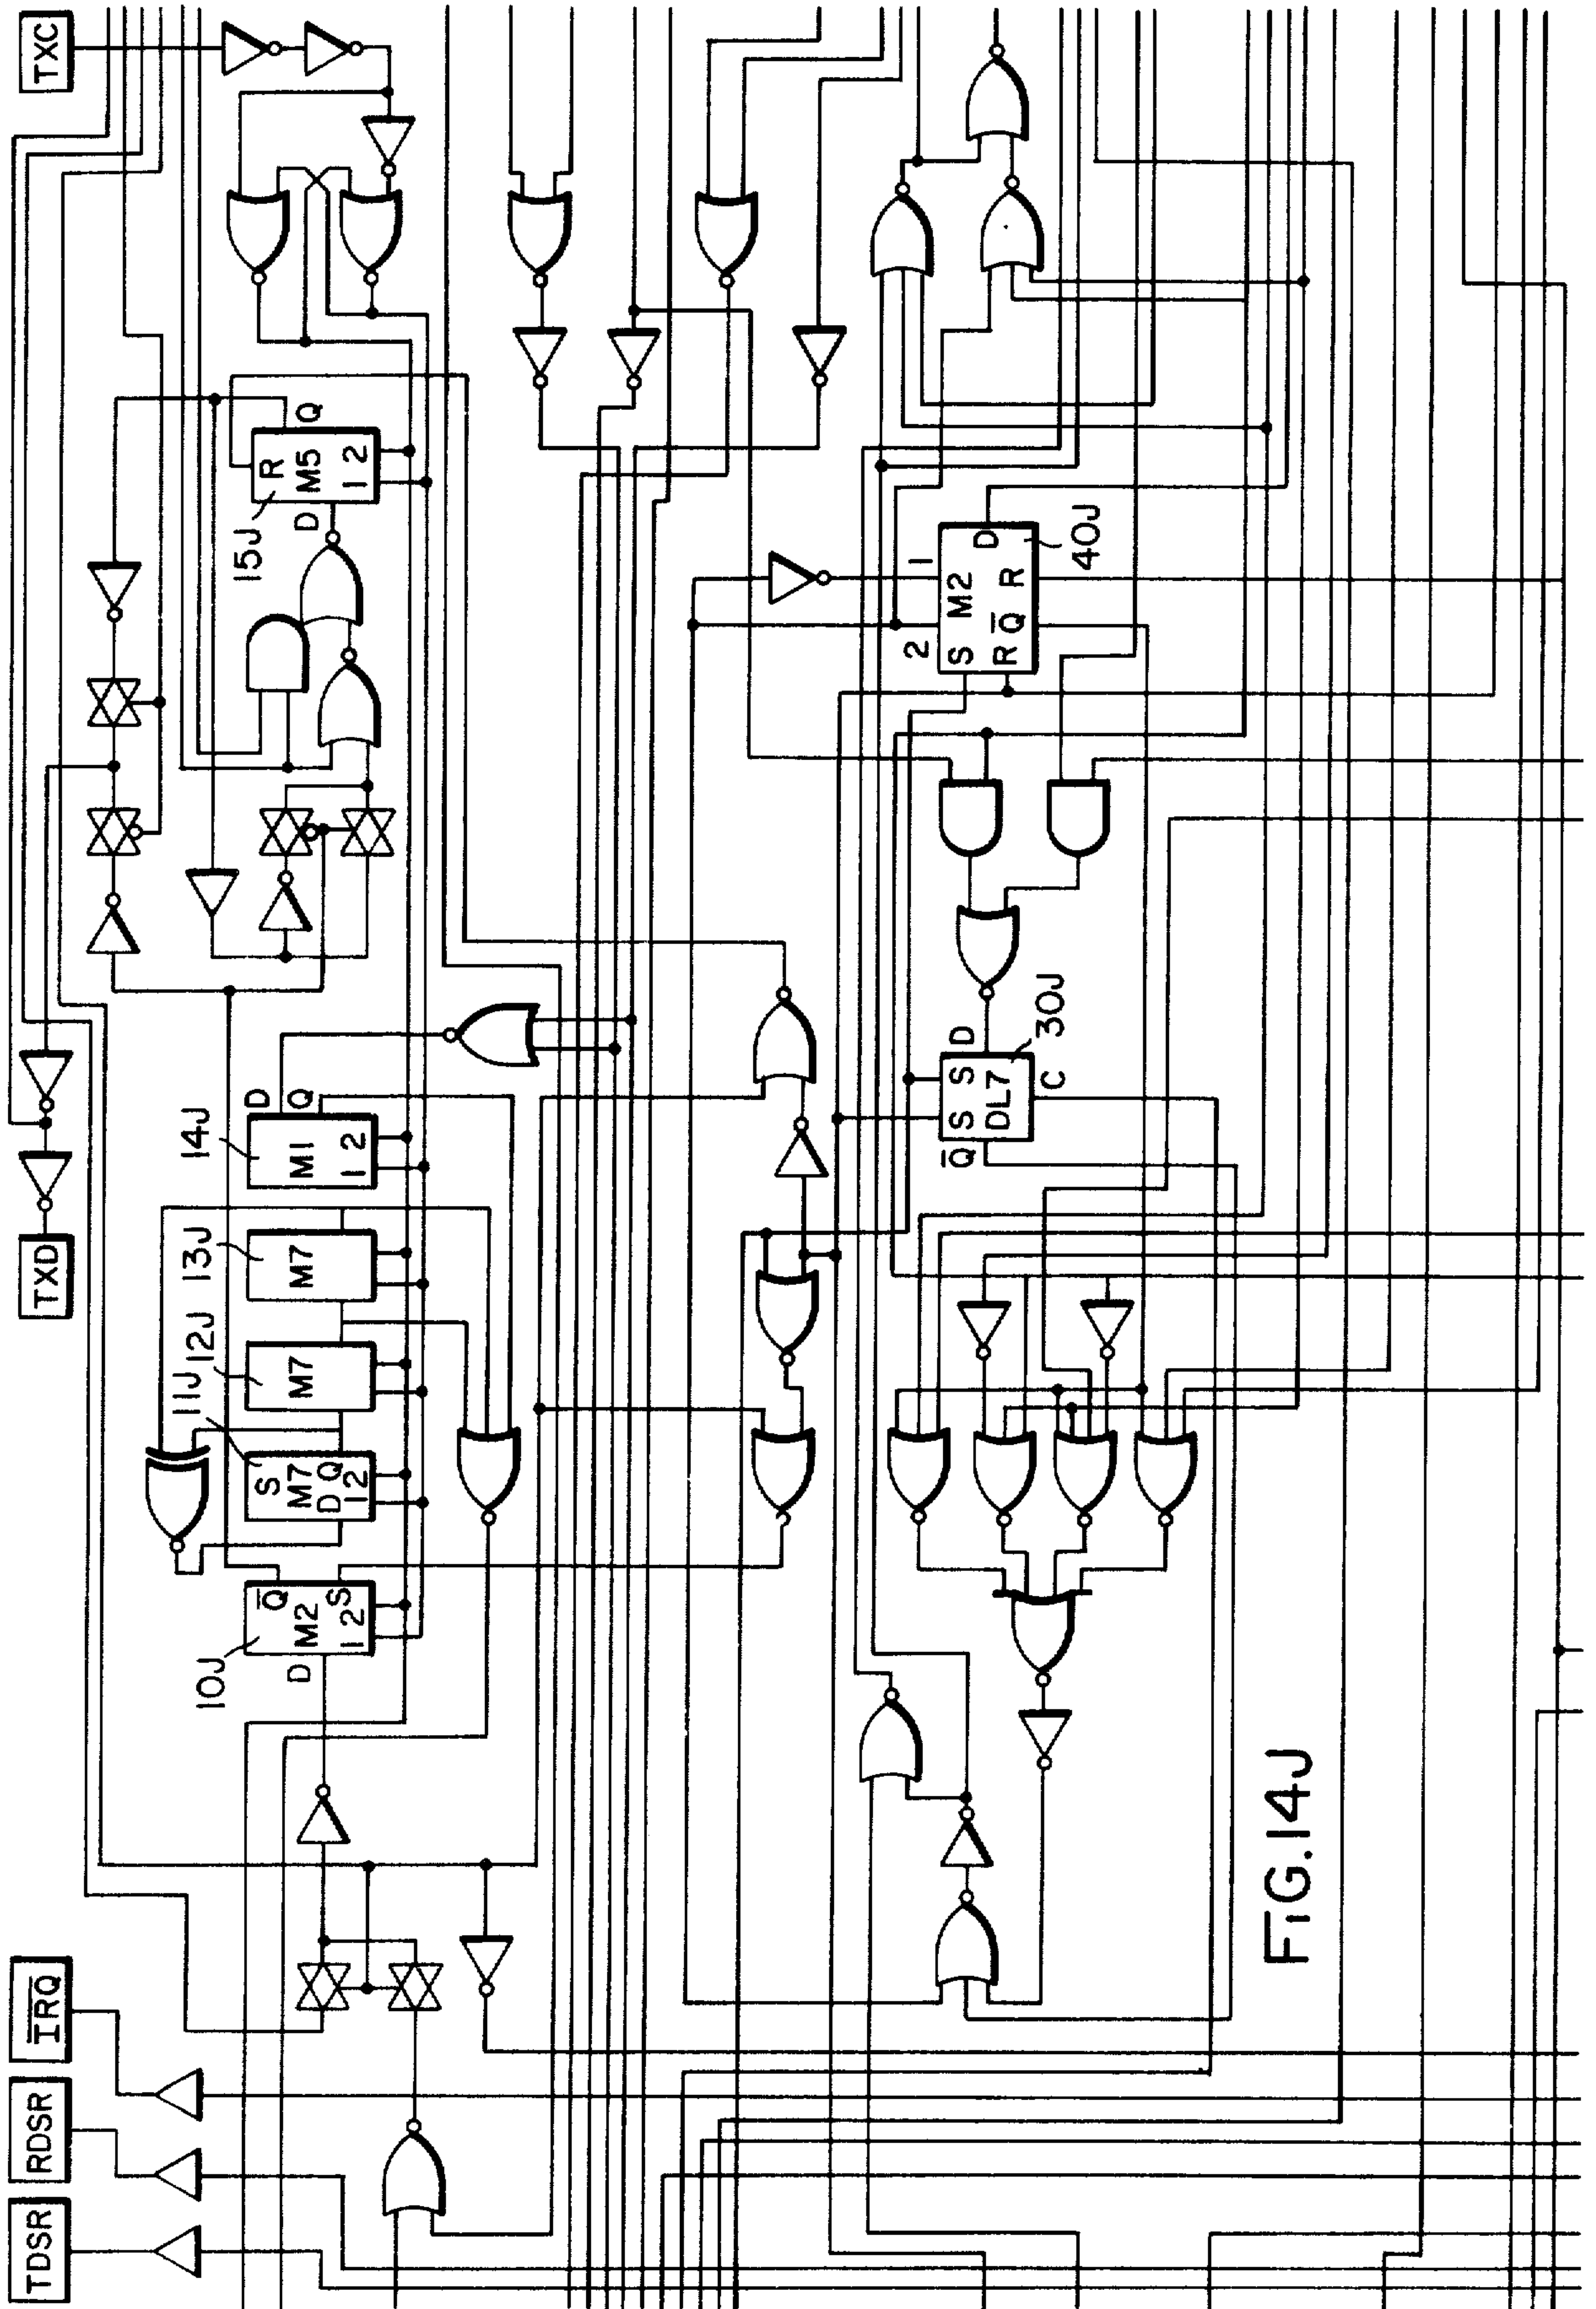 TXC
TXD
IRQ
RDSR
TDSR
15J
R
M5
Q
D
1 2
14J
D
Q
M1
1 2
13J
M7
12J
M7
11J
S
M7
D Q
1 2
10J
Q
D
M2
S
1 2
40J
1
D
M2
R
2
S
Q
R
30J
D
S
S
DL7
C
Q
FIG.14J